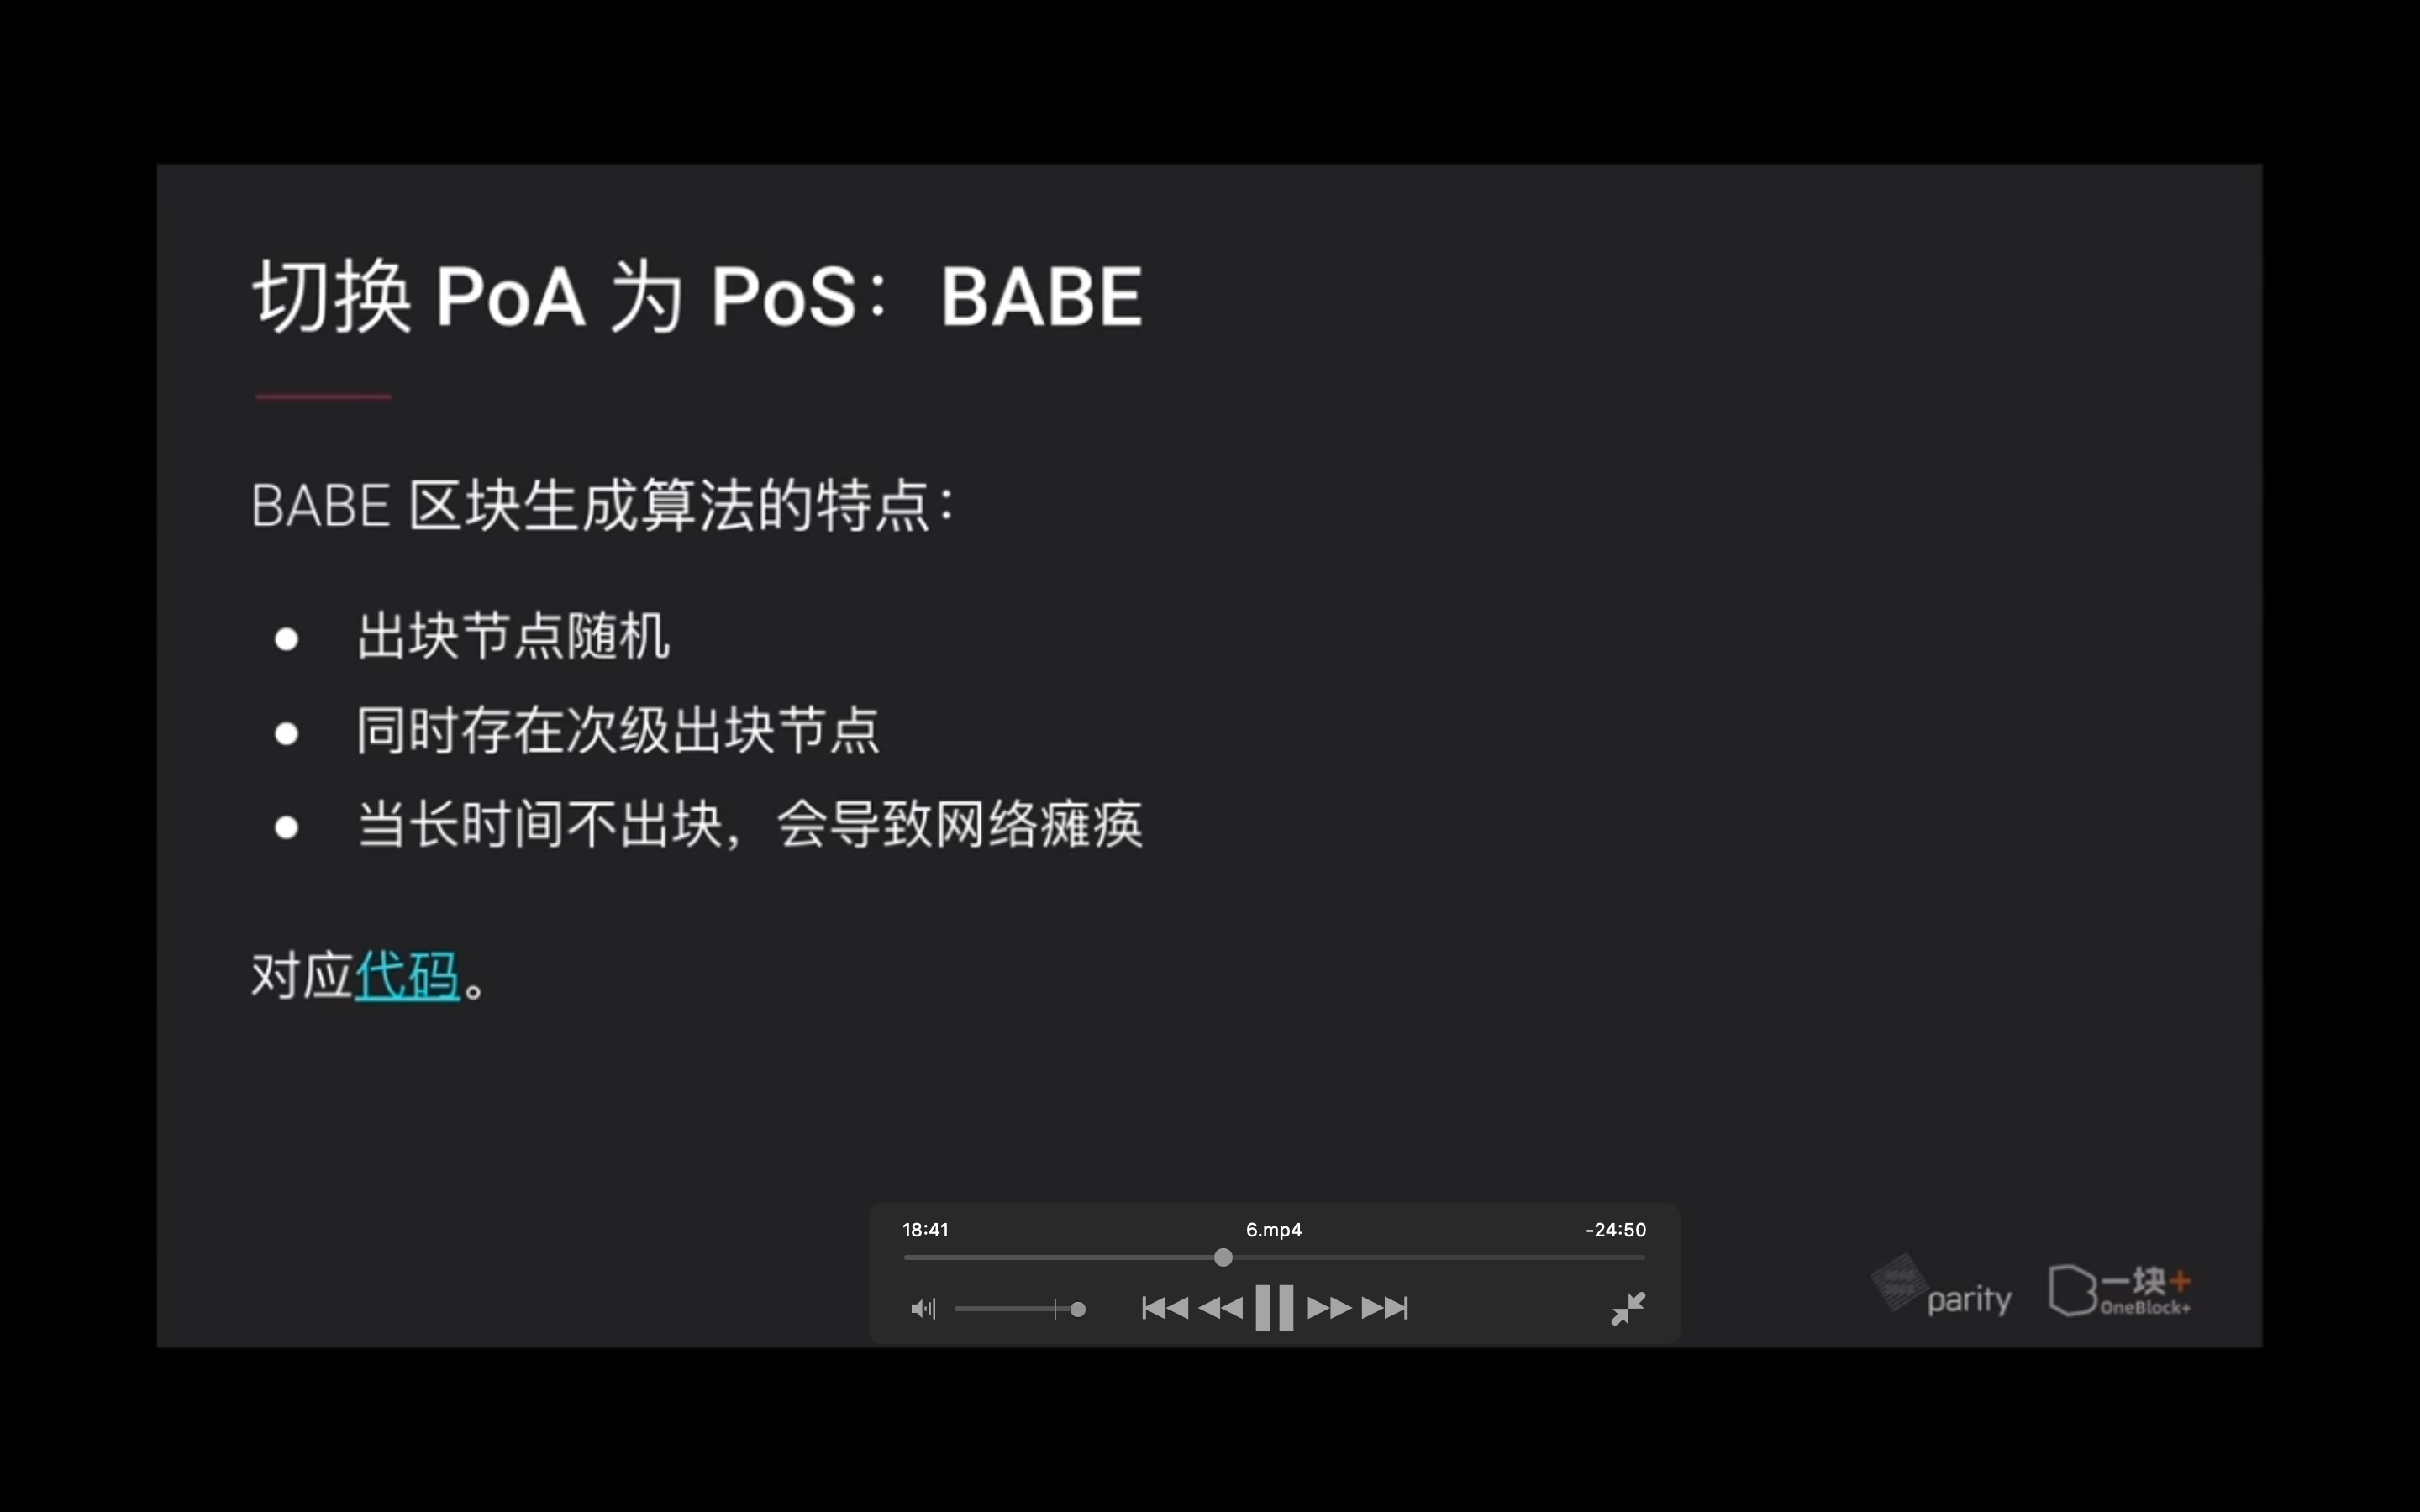 切换 PoA 为 PoS：BABE
BABE 区块生成算法的特点：
● 出块节点随机
● 同时存在次级出块节点
● 当长时间不出块，会导致网络瘫痪
对应代码。
18:41 6.mp4 -24:50
parity 一块+
OneBlock+